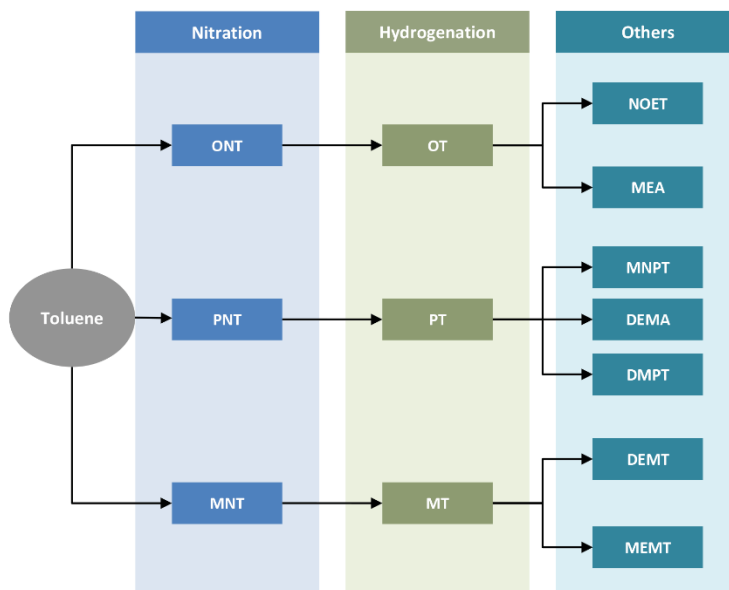 Nitration
Hydrogenation
Others
NOET
ONT
OT
MEA
MNPT
Toluene
PNT
PT
DEMA
DMPT
DEMT
MNT
MT
MEMT